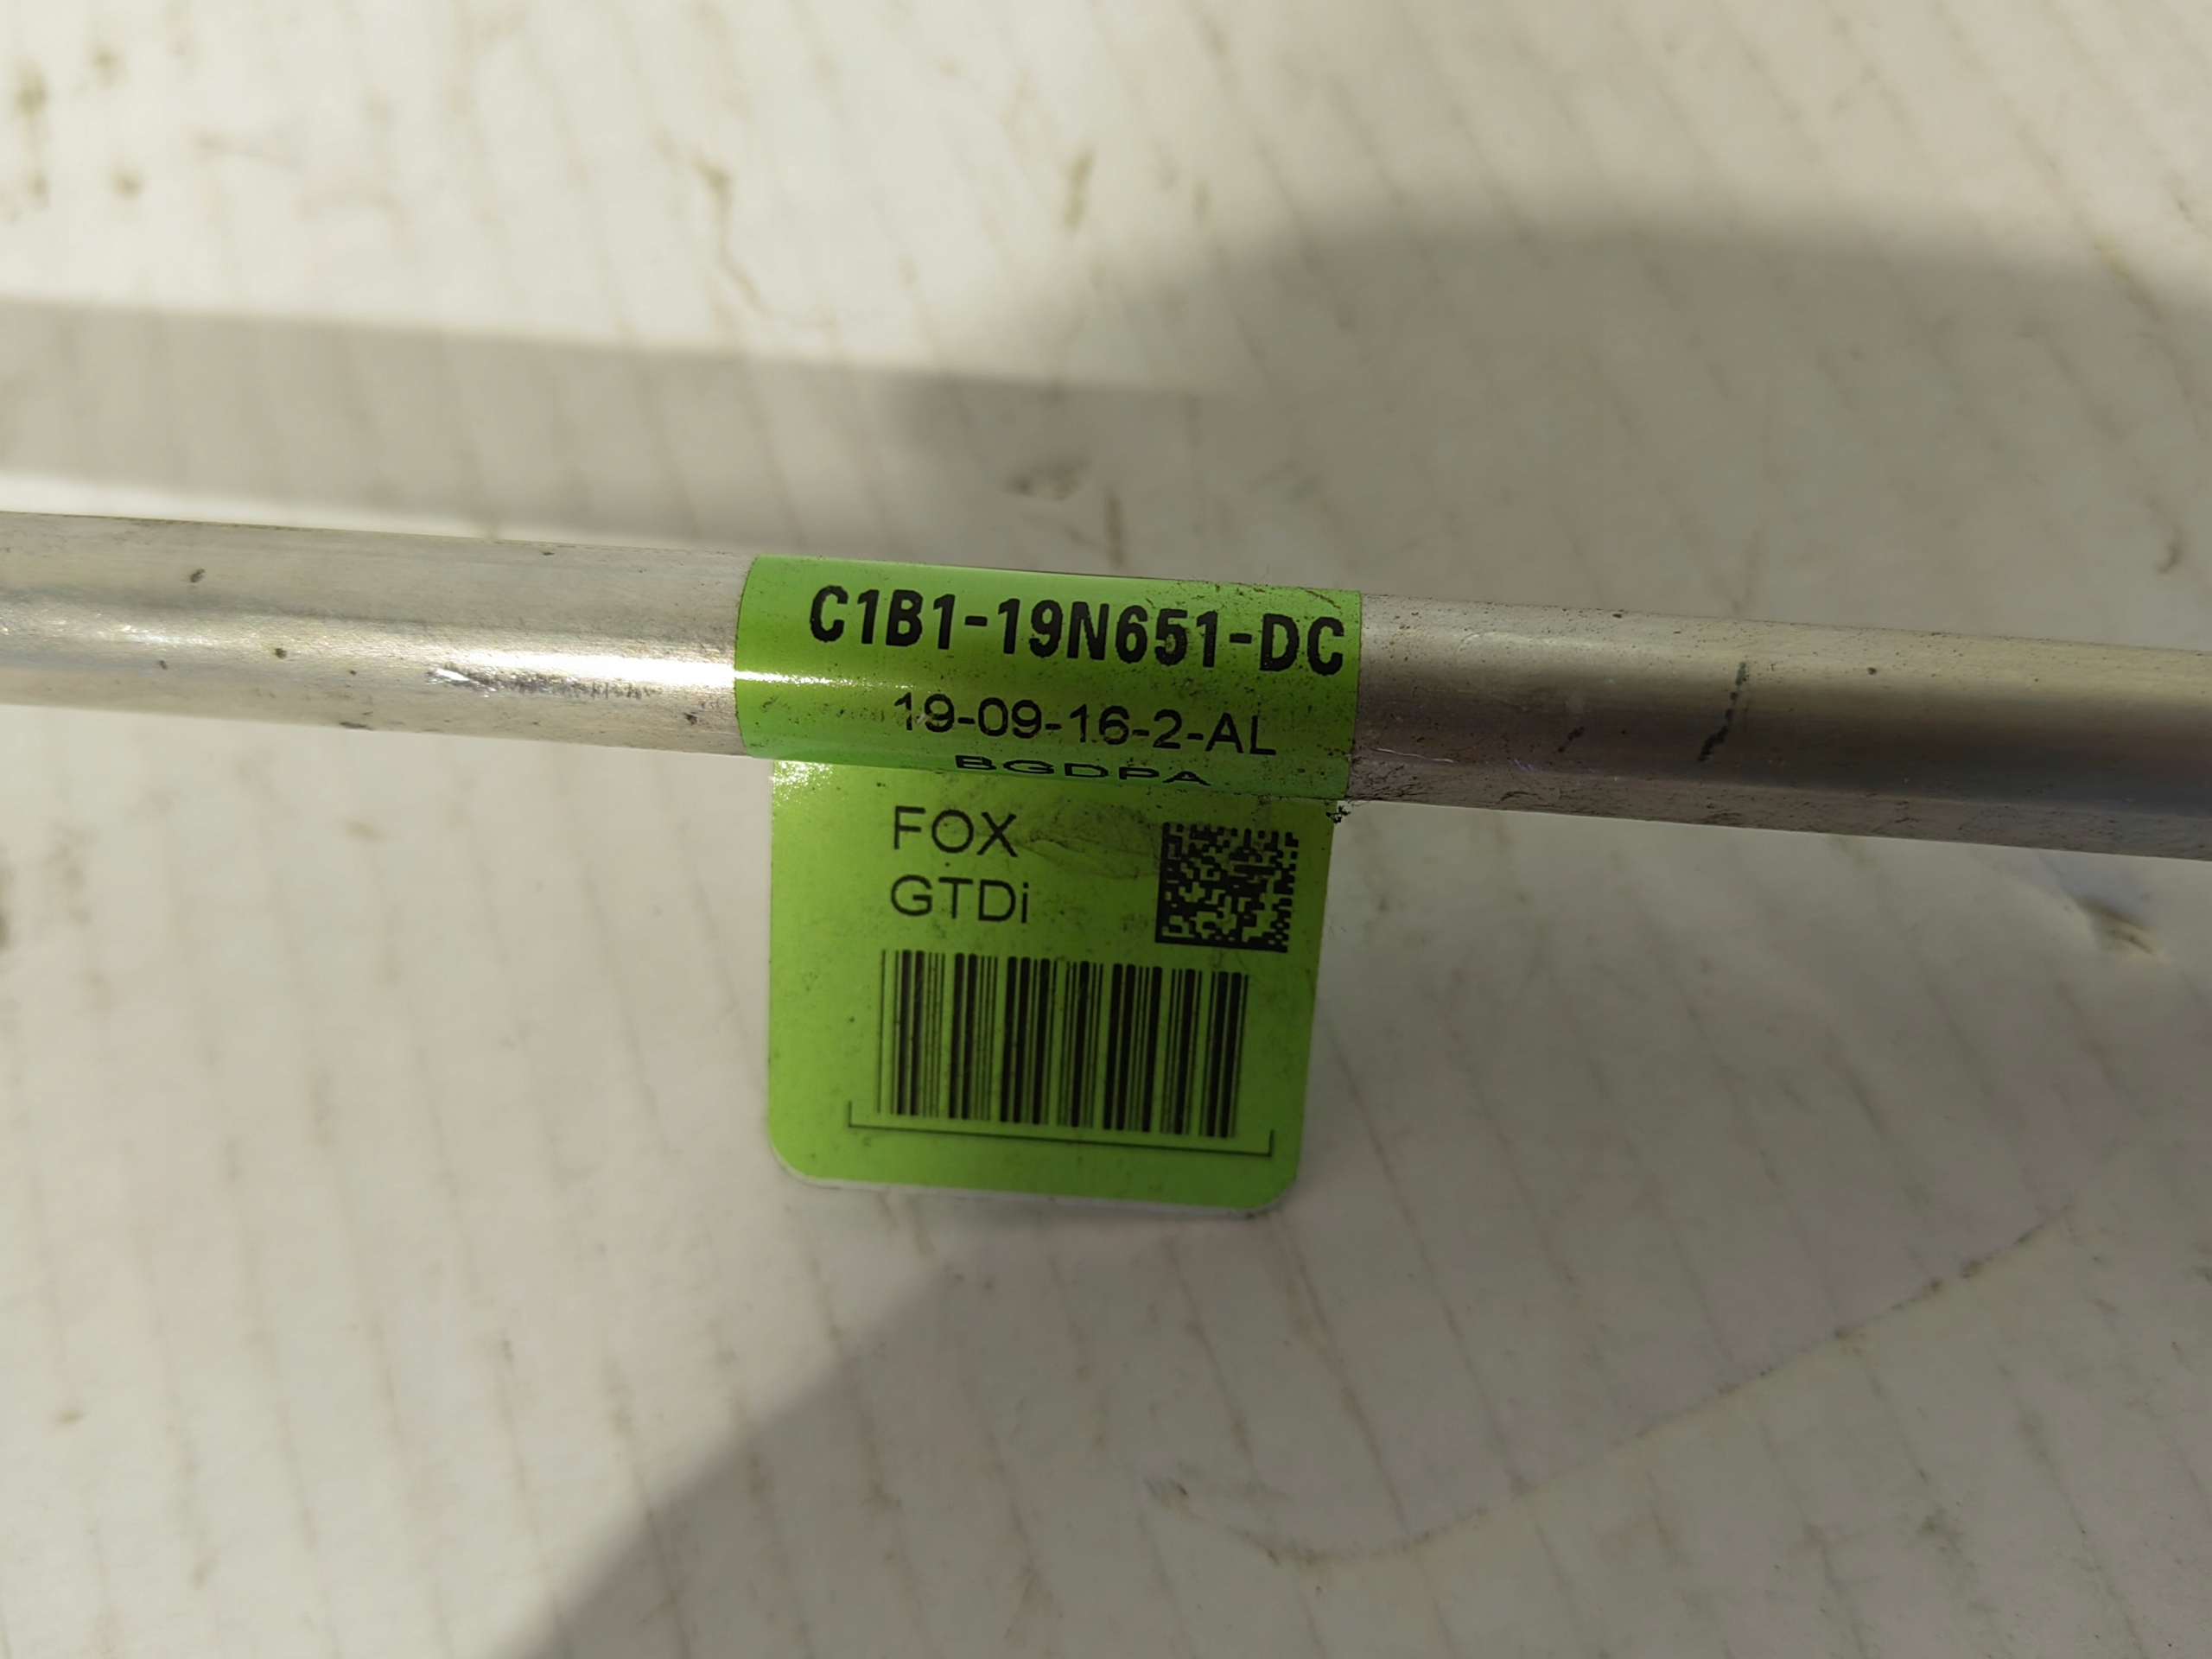 C1B1-19N651-DC
19-09-16-2-AL
BGDPA
FOX
GTDi